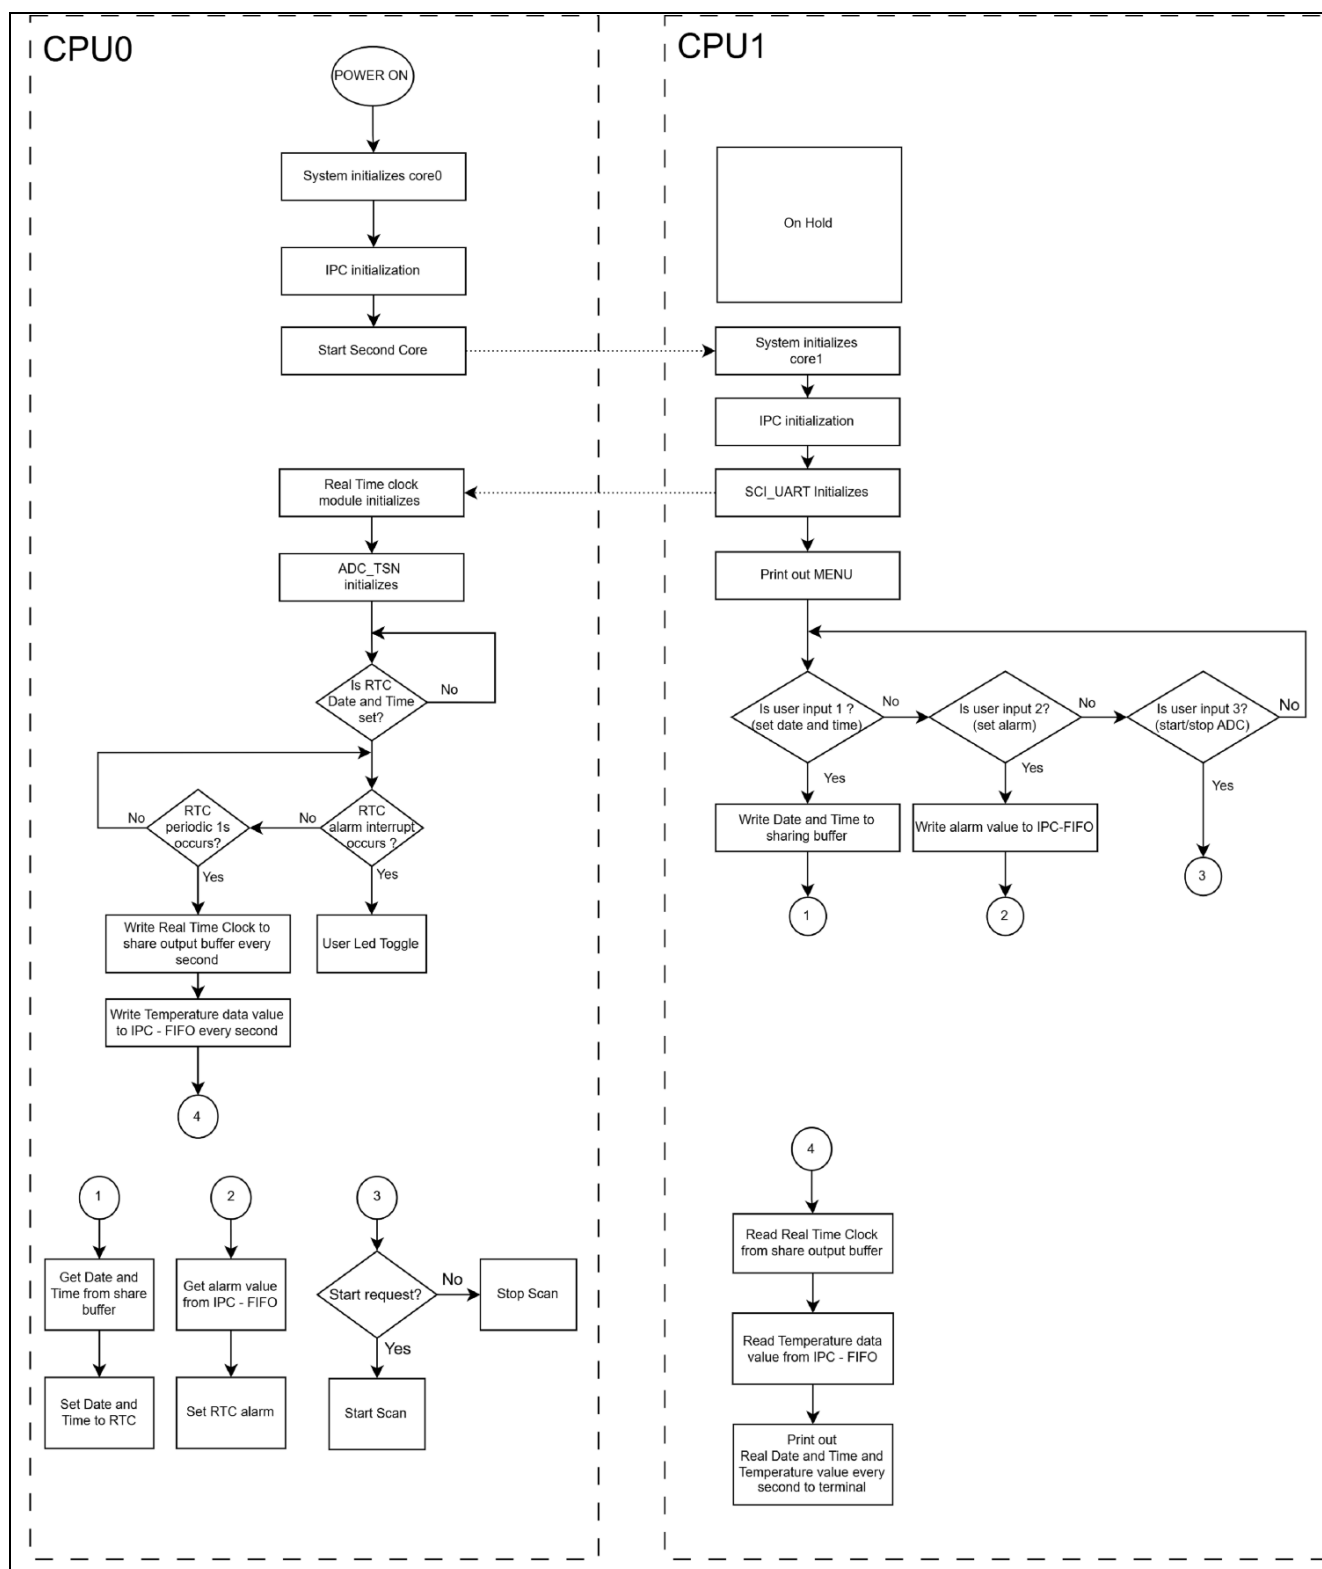 CPU0
POWER ON
System initializes core0
IPC initialization
Start Second Core
Real Time clock
module initializes
ADC_TSN
initializes
Is RTC
Date and Time
set?
No
RTC
alarm interrupt
occurs ?
No
Yes
RTC
periodic 1s
occurs?
No
Yes
User Led Toggle
Write Real Time Clock to
share output buffer every
second
Write Temperature data value
to IPC - FIFO every second
4
1
Get Date and
Time from share
buffer
Set Date and
Time to RTC
2
Get alarm value
from IPC - FIFO
Set RTC alarm
3
Start request?
No
Stop Scan
Yes
Start Scan
CPU1
On Hold
System initializes
core1
IPC initialization
SCI_UART Initializes
Print out MENU
Is user input 1 ?
(set date and time)
No
Yes
Is user input 2?
(set alarm)
No
Yes
Is user input 3?
(start/stop ADC)
No
Yes
Write Date and Time to
sharing buffer
1
Write alarm value to IPC-FIFO
2
3
4
Read Real Time Clock
from share output buffer
Read Temperature data
value from IPC - FIFO
Print out
Real Date and Time and
Temperature value every
second to terminal